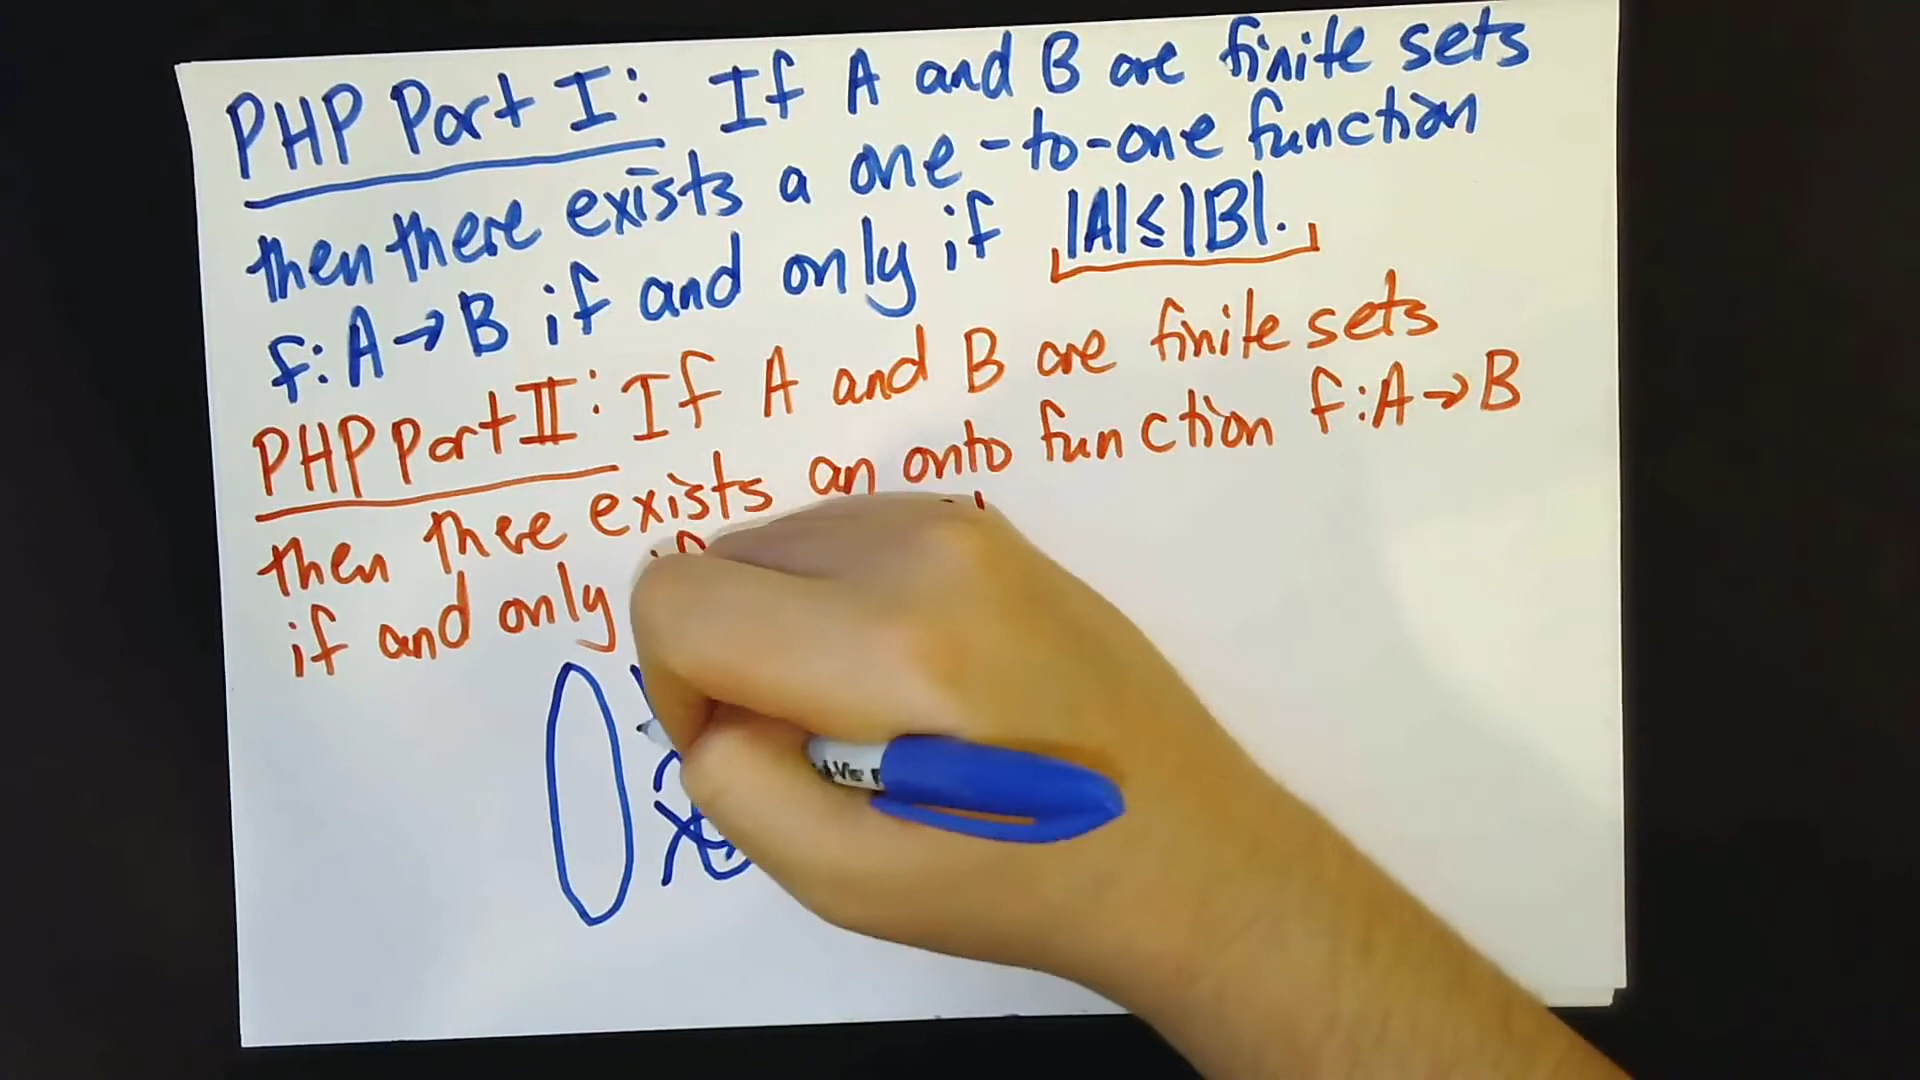 PHP Part I: If A and B are finite sets
then there exists a one-to-one function
f: A→B if and only if |A|≤|B|.
PHP Part II: If A and B are finite sets
then there exists an onto function f: A→B
if and only